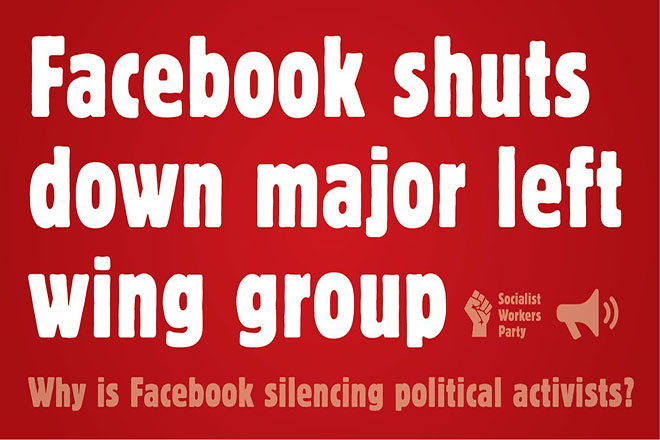 Facebook shuts
down major left
wing group
Socialist
Workers
Party
Why is Facebook silencing political activists?